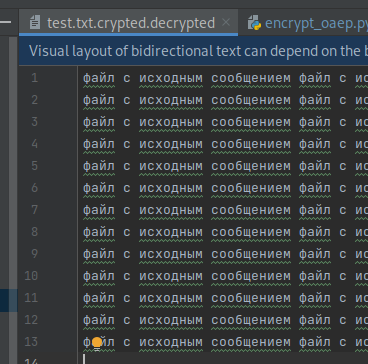 test.txt.crypted.decrypted encrypt_oaep.py
Visual layout of bidirectional text can depend on the b
1 файл с исходным сообщением файл с ис
2 файл с исходным сообщением файл с ис
3 файл с исходным сообщением файл с ис
4 файл с исходным сообщением файл с ис
5 файл с исходным сообщением файл с ис
6 файл с исходным сообщением файл с ис
7 файл с исходным сообщением файл с ис
8 файл с исходным сообщением файл с ис
9 файл с исходным сообщением файл с ис
10 файл с исходным сообщением файл с ис
11 файл с исходным сообщением файл с ис
12 файл с исходным сообщением файл с ис
13 файл с исходным сообщением файл с ис
14